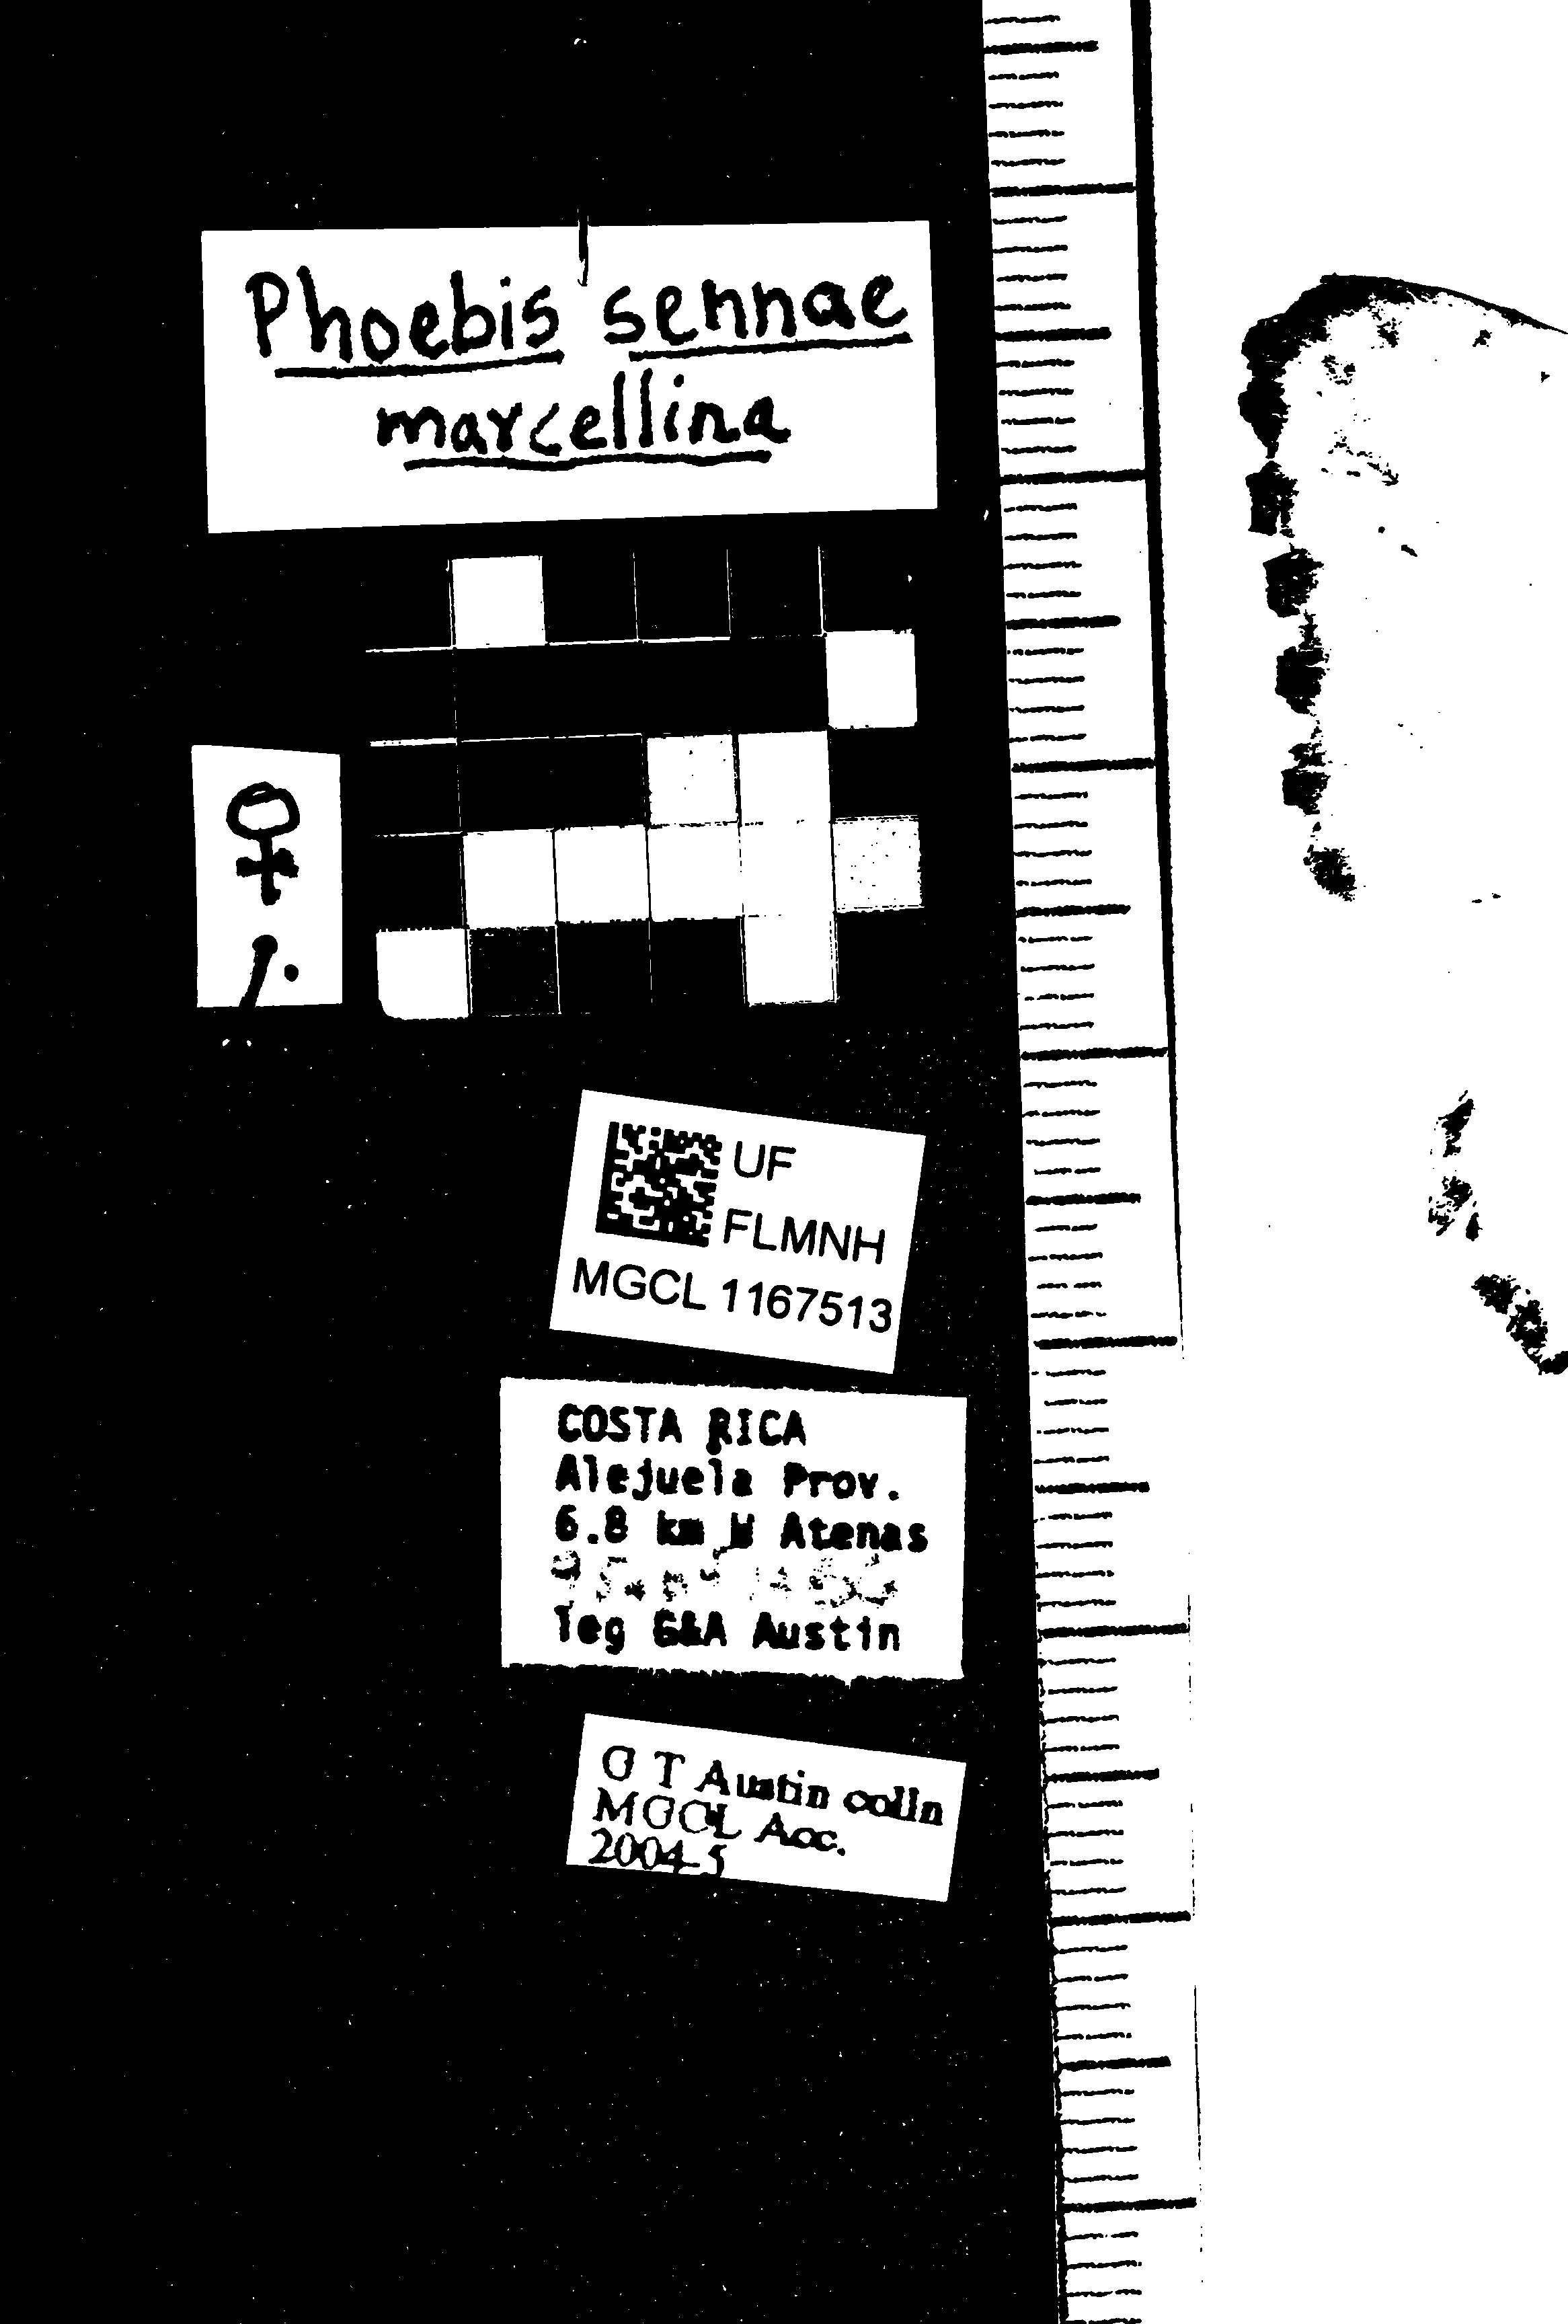 Phoebis sennae
marcellina
♀
UF
FLMNH
MGCL 1167513
COSTA RICA
Alejuela Prov.
6.8 km W Atenas
leg G&A Austin
G T Austin colln
MGCL Acc.
2004-5